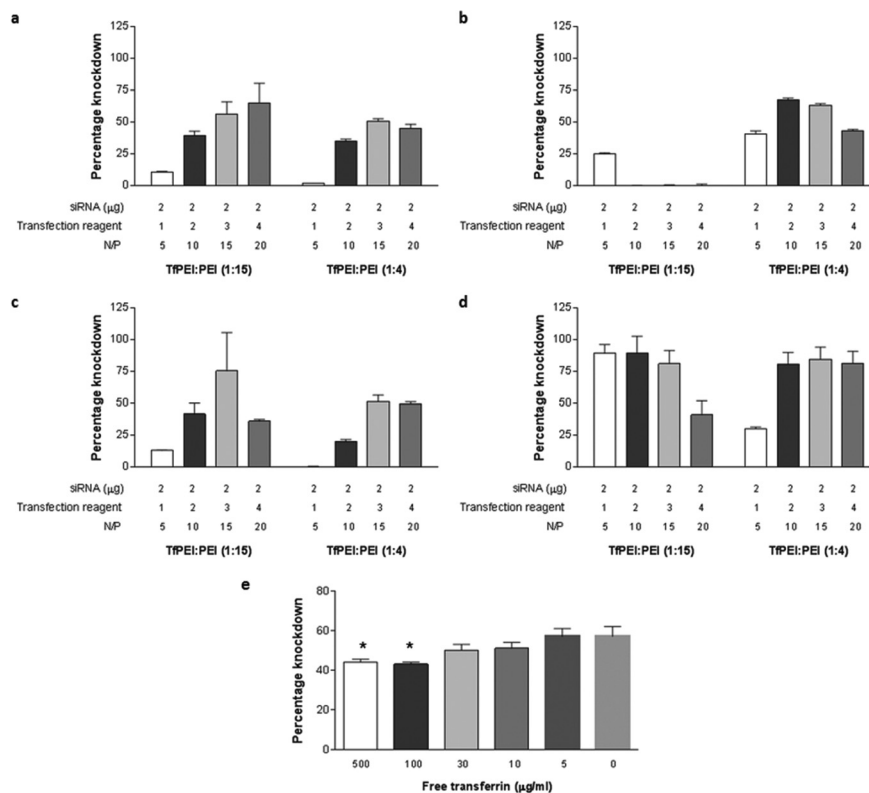 a
Percentage knockdown
125
100
75
50
25
0
siRNA (μg) 2 2 2 2 2 2 2 2
Transfection reagent 1 2 3 4 1 2 3 4
N/P 5 10 15 20 5 10 15 20
TfPEI:PEI (1:15) TfPEI:PEI (1:4)
b
Percentage knockdown
125
100
75
50
25
0
siRNA (μg) 2 2 2 2 2 2 2 2
Transfection reagent 1 2 3 4 1 2 3 4
N/P 5 10 15 20 5 10 15 20
TfPEI:PEI (1:15) TfPEI:PEI (1:4)
c
Percentage knockdown
125
100
75
50
25
0
siRNA (μg) 2 2 2 2 2 2 2 2
Transfection reagent 1 2 3 4 1 2 3 4
N/P 5 10 15 20 5 10 15 20
TfPEI:PEI (1:15) TfPEI:PEI (1:4)
d
Percentage knockdown
125
100
75
50
25
0
siRNA (μg) 2 2 2 2 2 2 2 2
Transfection reagent 1 2 3 4 1 2 3 4
N/P 5 10 15 20 5 10 15 20
TfPEI:PEI (1:15) TfPEI:PEI (1:4)
e
Percentage knockdown
80
60
40
20
0
* *
500 100 30 10 5 0
Free transferrin (μg/ml)